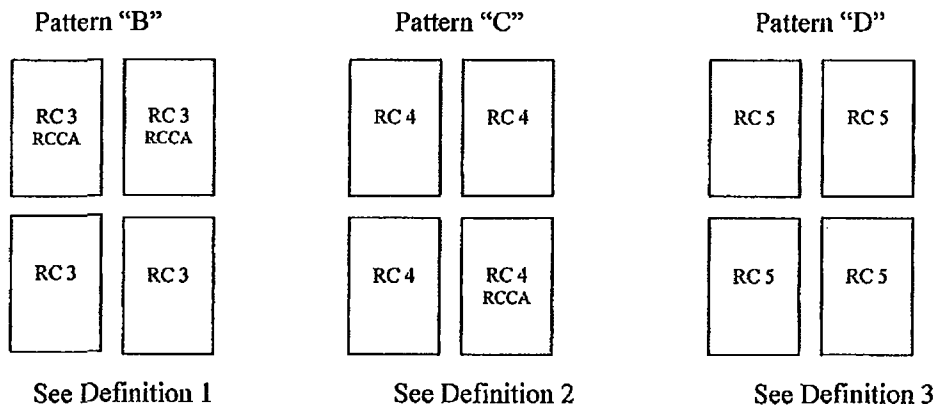 Pattern “B” Pattern “C” Pattern “D”
RC 3 RC 3 RC 4 RC 4 RC 5 RC 5
RCCA RCCA
RC 3 RC 3 RC 4 RC 4 RC 5 RC 5
RCCA
See Definition 1 See Definition 2 See Definition 3